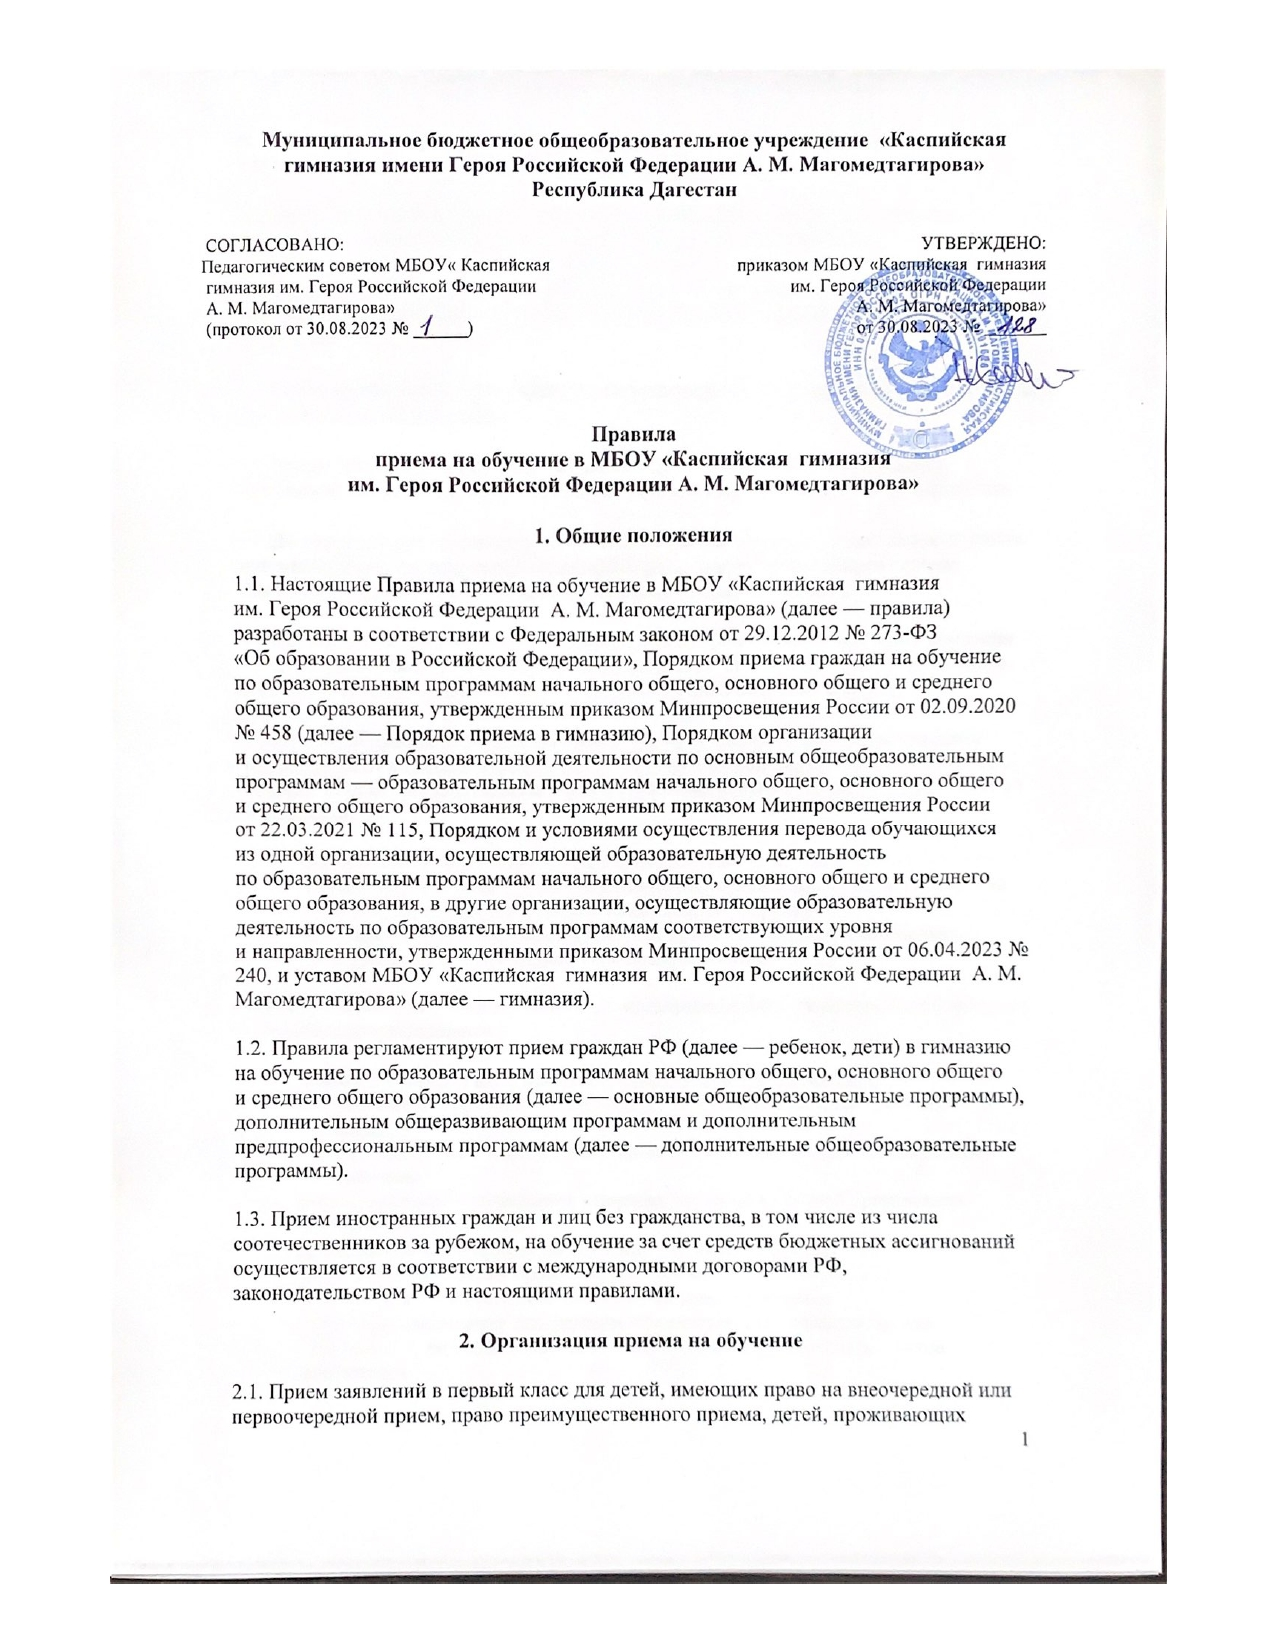 Муниципальное бюджетное общеобразовательное учреждение «Каспийская
гимназия имени Героя Российской Федерации А. М. Магомедтагирова»
Республика Дагестан
СОГЛАСОВАНО:
Педагогическим советом МБОУ« Каспийская
гимназия им. Героя Российской Федерации
А. М. Магомедтагирова»
(протокол от 30.08.2023 № 1)
УТВЕРЖДЕНО:
приказом МБОУ «Каспийская гимназия
им. Героя Российской Федерации
А. М. Магомедтагирова»
от 30.08.2023 № 128
Правила
приема на обучение в МБОУ «Каспийская гимназия
им. Героя Российской Федерации А. М. Магомедтагирова»
1. Общие положения
1.1. Настоящие Правила приема на обучение в МБОУ «Каспийская гимназия
им. Героя Российской Федерации А. М. Магомедтагирова» (далее — правила)
разработаны в соответствии с Федеральным законом от 29.12.2012 № 273-ФЗ
«Об образовании в Российской Федерации», Порядком приема граждан на обучение
по образовательным программам начального общего, основного общего и среднего
общего образования, утвержденным приказом Минпросвещения России от 02.09.2020
№ 458 (далее — Порядок приема в гимназию), Порядком организации
и осуществления образовательной деятельности по основным общеобразовательным
программам — образовательным программам начального общего, основного общего
и среднего общего образования, утвержденным приказом Минпросвещения России
от 22.03.2021 № 115, Порядком и условиями осуществления перевода обучающихся
из одной организации, осуществляющей образовательную деятельность
по образовательным программам начального общего, основного общего и среднего
общего образования, в другие организации, осуществляющие образовательную
деятельность по образовательным программам соответствующих уровня
и направленности, утвержденными приказом Минпросвещения России от 06.04.2023 №
240, и уставом МБОУ «Каспийская гимназия им. Героя Российской Федерации А. М.
Магомедтагирова» (далее — гимназия).
1.2. Правила регламентируют прием граждан РФ (далее — ребенок, дети) в гимназию
на обучение по образовательным программам начального общего, основного общего
и среднего общего образования (далее — основные общеобразовательные программы),
дополнительным общеразвивающим программам и дополнительным
предпрофессиональным программам (далее — дополнительные общеобразовательные
программы).
1.3. Прием иностранных граждан и лиц без гражданства, в том числе из числа
соотечественников за рубежом, на обучение за счет средств бюджетных ассигнований
осуществляется в соответствии с международными договорами РФ,
законодательством РФ и настоящими правилами.
2. Организация приема на обучение
2.1. Прием заявлений в первый класс для детей, имеющих право на внеочередной или
первоочередной прием, право преимущественного приема, детей, проживающих
1